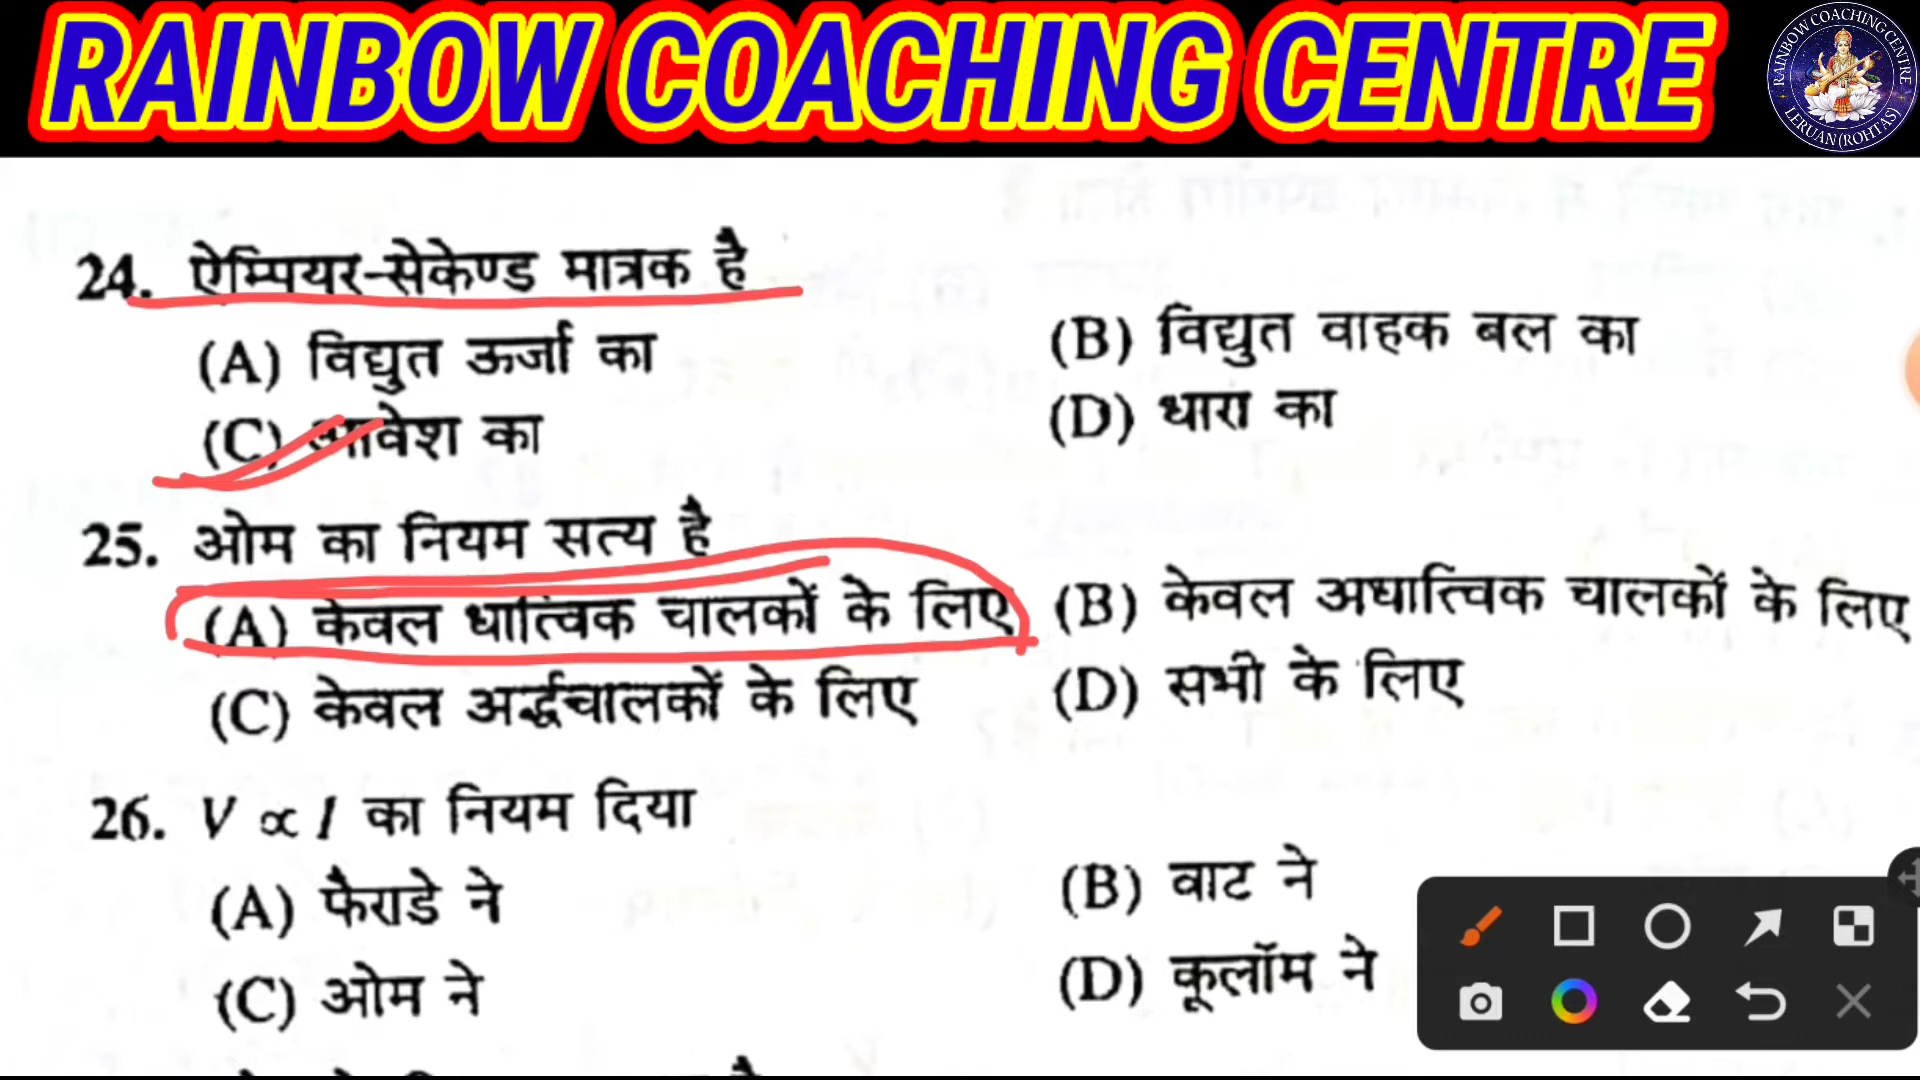 RAINBOW COACHING CENTRE
RAINBOW COACHING CENTRE
LERUAN (ROHTAS)
24. ऐम्पियर-सेकेण्ड मात्रक है
(A) विद्युत ऊर्जा का
(B) विद्युत वाहक बल का
(C) आवेश का
(D) धारा का
25. ओम का नियम सत्य है
(A) केवल धात्विक चालकों के लिए
(B) केवल अधात्त्विक चालकों के लिए
(C) केवल अर्द्धचालकों के लिए
(D) सभी के लिए
26. V ∝ I का नियम दिया
(A) फैराडे ने
(B) वाट ने
(C) ओम ने
(D) कूलॉम ने